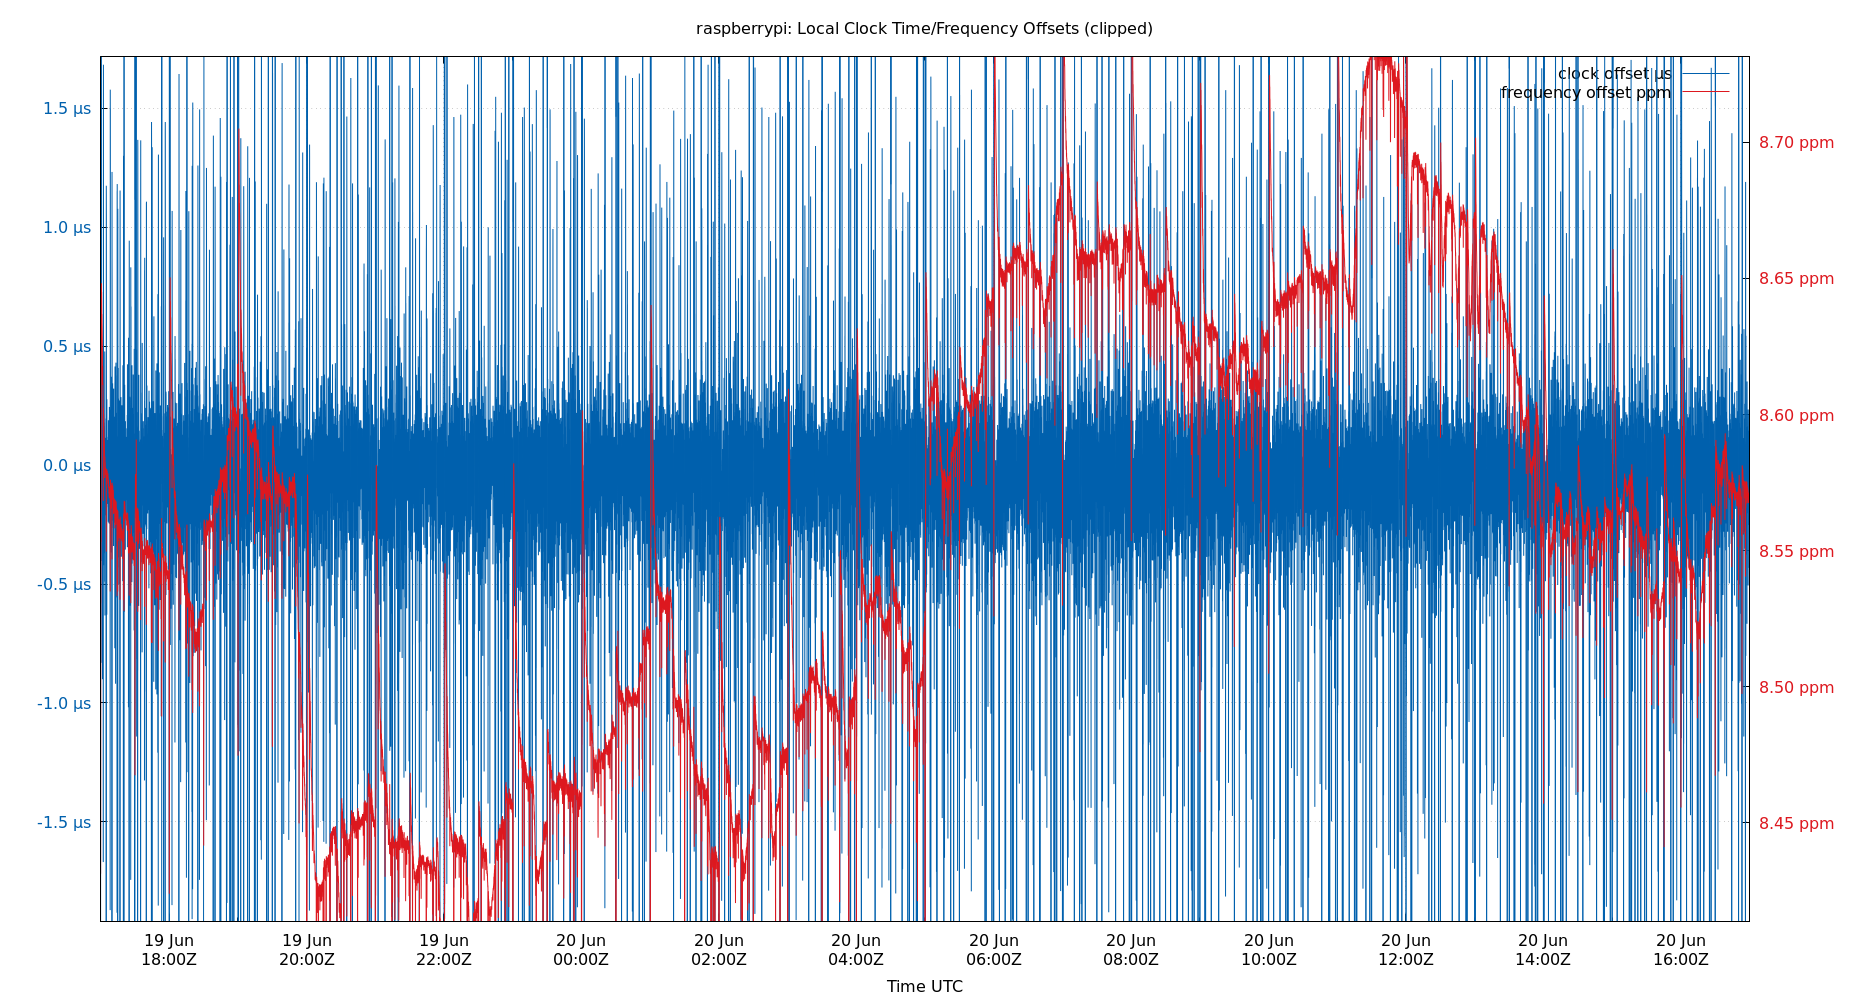 raspberrypi: Local Clock Time/Frequency Offsets (clipped)
clock offset µs
frequency offset ppm
1.5 µs
1.0 µs
0.5 µs
0.0 µs
-0.5 µs
-1.0 µs
-1.5 µs
8.70 ppm
8.65 ppm
8.60 ppm
8.55 ppm
8.50 ppm
8.45 ppm
19 Jun 19 Jun 19 Jun 20 Jun 20 Jun 20 Jun 20 Jun 20 Jun 20 Jun 20 Jun 20 Jun 20 Jun
18:00Z 20:00Z 22:00Z 00:00Z 02:00Z 04:00Z 06:00Z 08:00Z 10:00Z 12:00Z 14:00Z 16:00Z
Time UTC